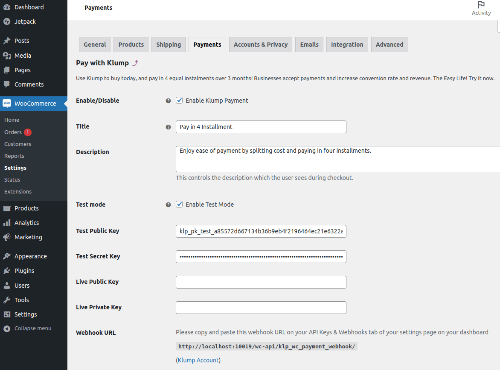 Dashboard
Jetpack
Posts
Media
Pages
Comments
WooCommerce
Home
Orders 1
Customers
Reports
Settings
Status
Extensions
Products
Analytics
Marketing
Appearance
Plugins
Users
Tools
Settings
Collapse menu
Payments
Activity
General Products Shipping Payments Accounts & Privacy Emails Integration Advanced
Pay with Klump
Use Klump to buy today, and pay in 4 equal instalments over 3 months! Businesses accept payments and increase conversion rate and revenue. The Easy Life! Try it now.
Enable/Disable Enable Klump Payment
Title Pay in 4 Installment
Description Enjoy ease of payment by splitting cost and paying in four installments.
This controls the description which the user sees during checkout.
Test mode Enable Test Mode
Test Public Key
Test Secret Key
Live Public Key
Live Private Key
Webhook URL Please copy and paste this webhook URL on your API Keys & Webhooks tab of your settings page on your dashboard
http://localhost:10019/wc-api/klp_wc_payment_webhook/
(Klump Account)